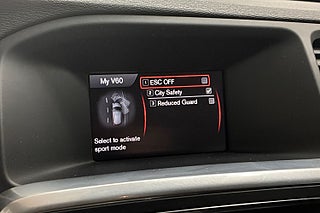 My V60
1 ESC OFF
2 City Safety
3 Reduced Guard
Select to activate
sport mode